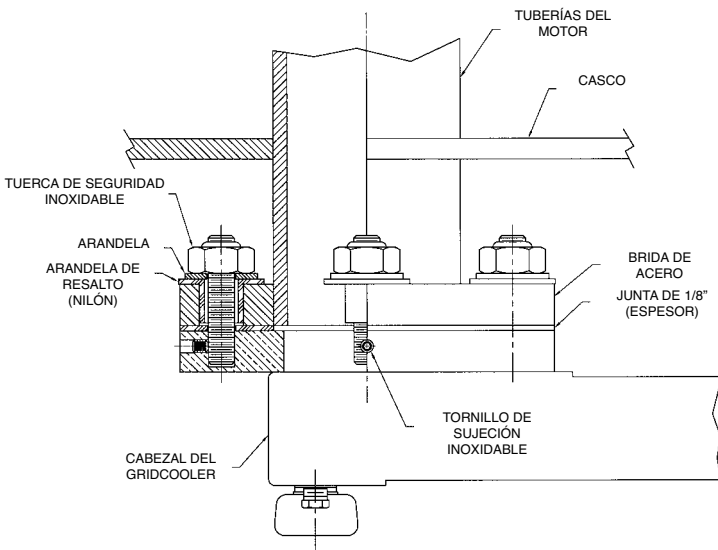 TUBERÍAS DEL
MOTOR
CASCO
TUERCA DE SEGURIDAD
INOXIDABLE
ARANDELA
ARANDELA DE
RESALTO
(NILÓN)
BRIDA DE
ACERO
JUNTA DE 1/8”
(ESPESOR)
TORNILLO DE
SUJECIÓN
INOXIDABLE
CABEZAL DEL
GRIDCOOLER